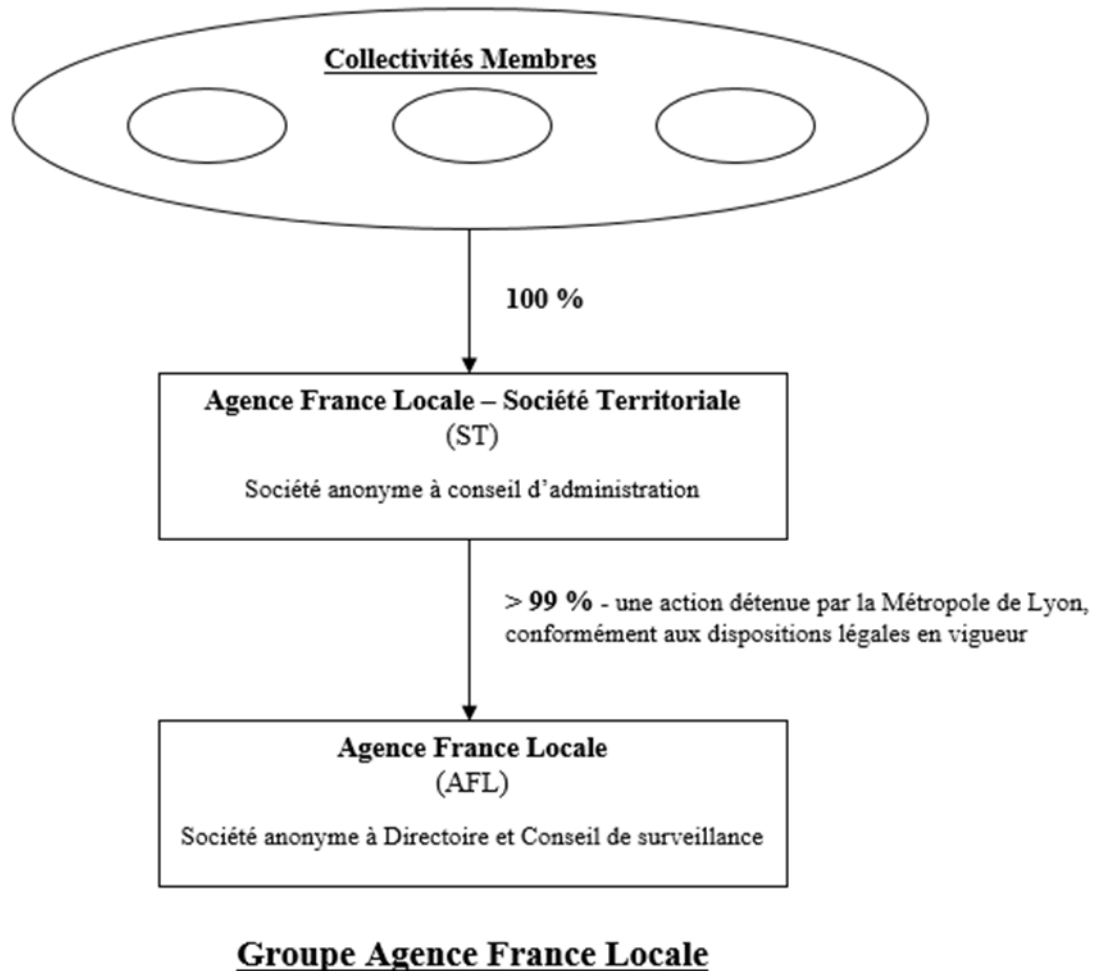 Collectivités Membres
100 %
Agence France Locale – Société Territoriale
(ST)
Société anonyme à conseil d’administration
> 99 % - une action détenue par la Métropole de Lyon,
conformément aux dispositions légales en vigueur
Agence France Locale
(AFL)
Société anonyme à Directoire et Conseil de surveillance
Groupe Agence France Locale